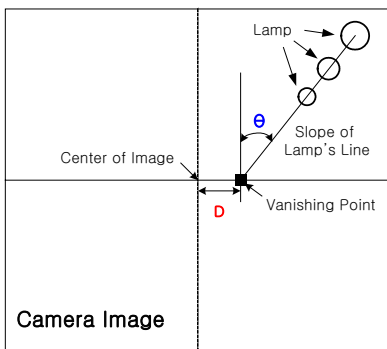 Lamp
θ
Slope of
Lamp's Line
Center of Image
Vanishing Point
D
Camera Image